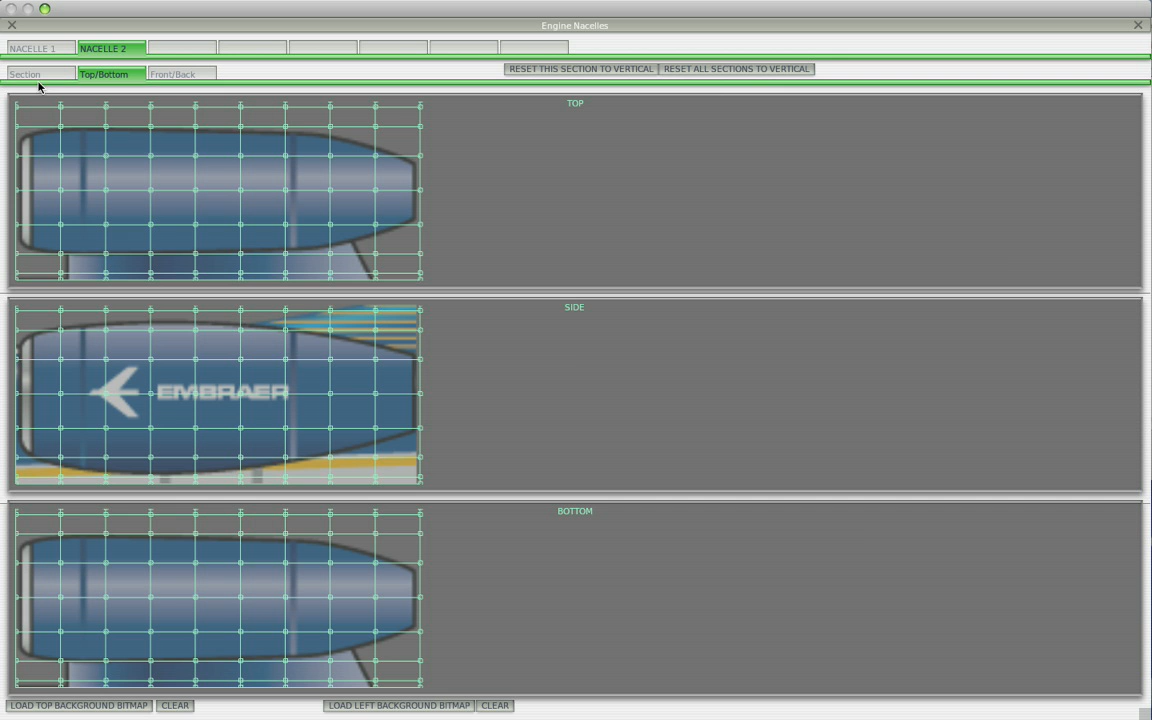 Engine Nacelles
NACELLE 1
NACELLE 2
Section
Top/Bottom
Front/Back
RESET THIS SECTION TO VERTICAL
RESET ALL SECTIONS TO VERTICAL
TOP
SIDE
EMBRAER
BOTTOM
LOAD TOP BACKGROUND BITMAP
CLEAR
LOAD LEFT BACKGROUND BITMAP
CLEAR